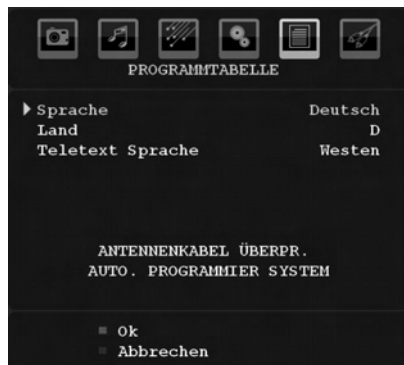 PROGRAMMTABELLE
Sprache Deutsch
Land D
Teletext Sprache Westen
ANTENNENKABEL ÜBERPR.
AUTO. PROGRAMMIER SYSTEM
Ok
Abbrechen